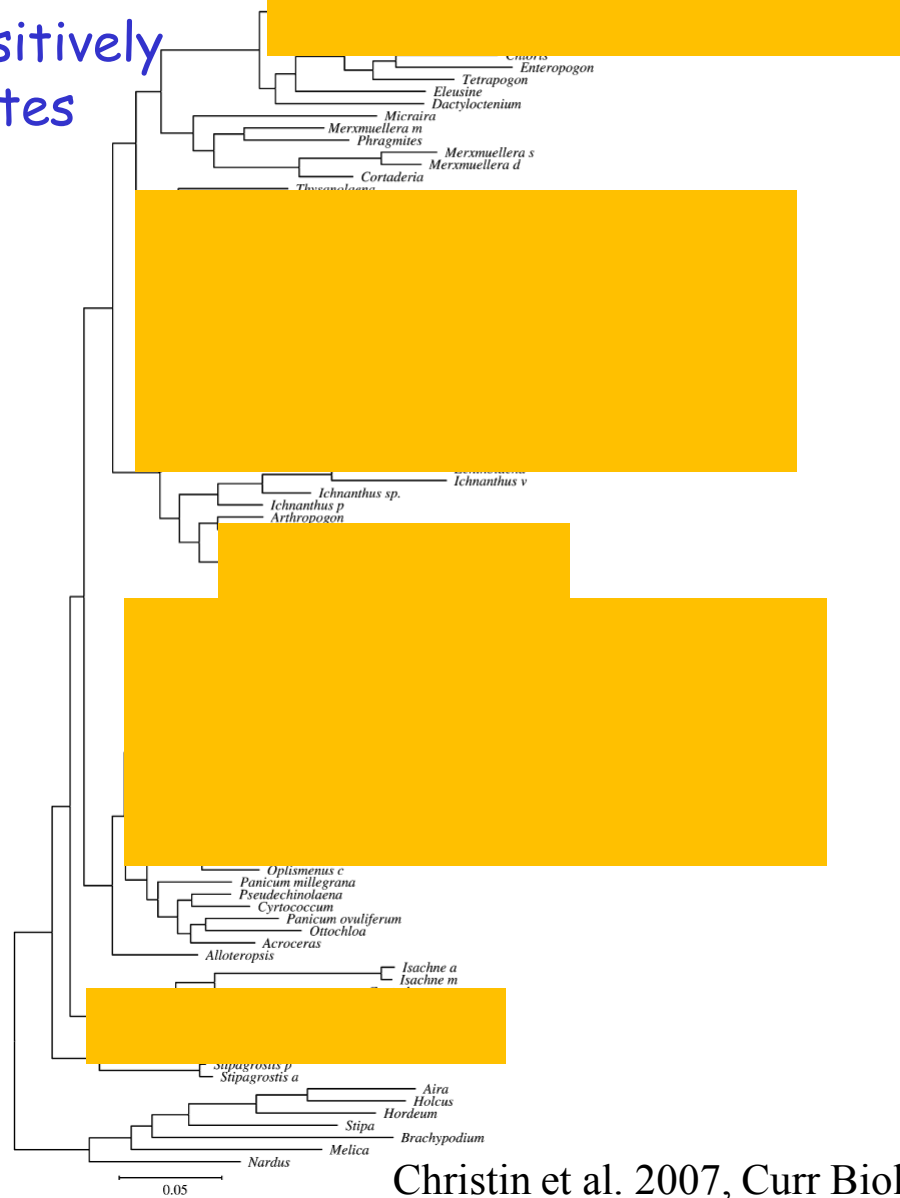 sitively
tes
Chloris
Enteropogon
Tetrapogon
Eleusine
Dactyloctenium
Micraira
Merxmuellera m
Phragmites
Merxmuellera s
Merxmuellera d
Cortaderia
Thysanolaena
Ichnanthus v
Ichnanthus sp.
Ichnanthus p
Arthropogon
Oplismenus c
Panicum millegrana
Pseudechinolaena
Cyrtococcum
Panicum ovuliferum
Ottochloa
Acroceras
Alloteropsis
Isachne a
Isachne m
Stipagrostis p
Stipagrostis a
Aira
Holcus
Hordeum
Stipa
Brachypodium
Melica
Nardus
0.05
Christin et al. 2007, Curr Biol